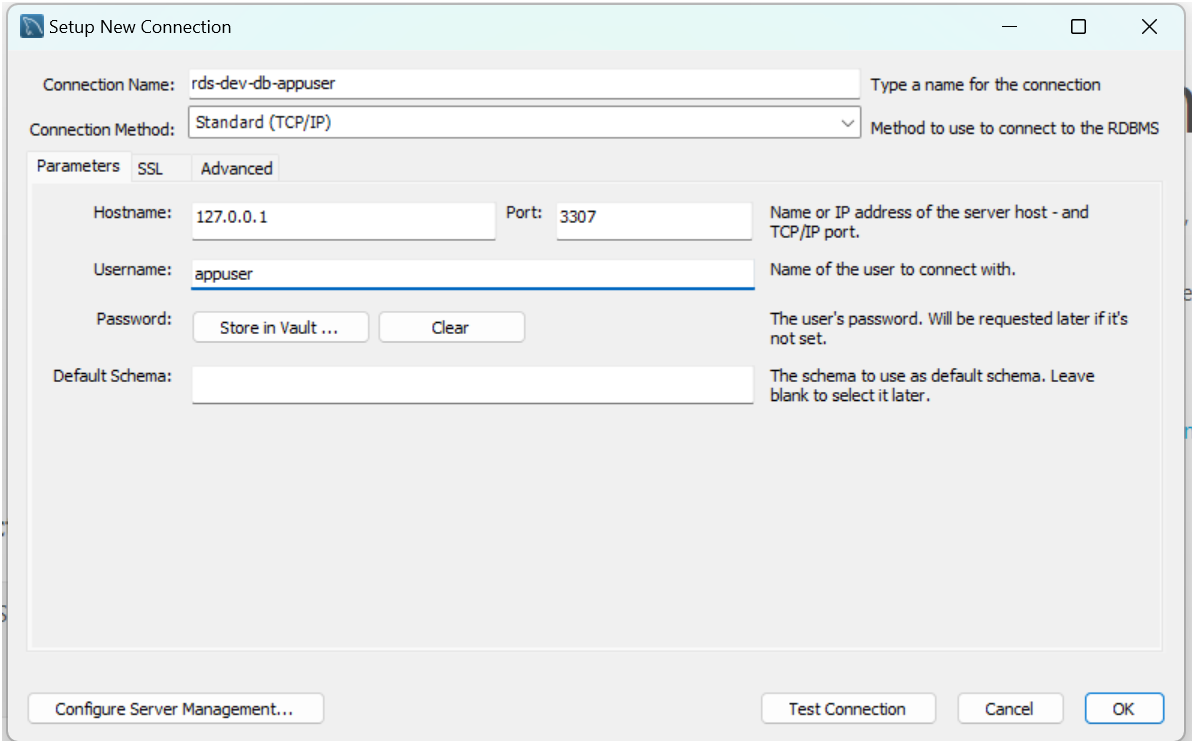 Setup New Connection
Connection Name: rds-dev-db-appuser Type a name for the connection
Connection Method: Standard (TCP/IP) Method to use to connect to the RDBMS
Parameters SSL Advanced
Hostname: 127.0.0.1 Port: 3307 Name or IP address of the server host - and
TCP/IP port.
Username: appuser Name of the user to connect with.
Password: Store in Vault ... Clear The user's password. Will be requested later if it's
not set.
Default Schema: The schema to use as default schema. Leave
blank to select it later.
Configure Server Management... Test Connection Cancel OK